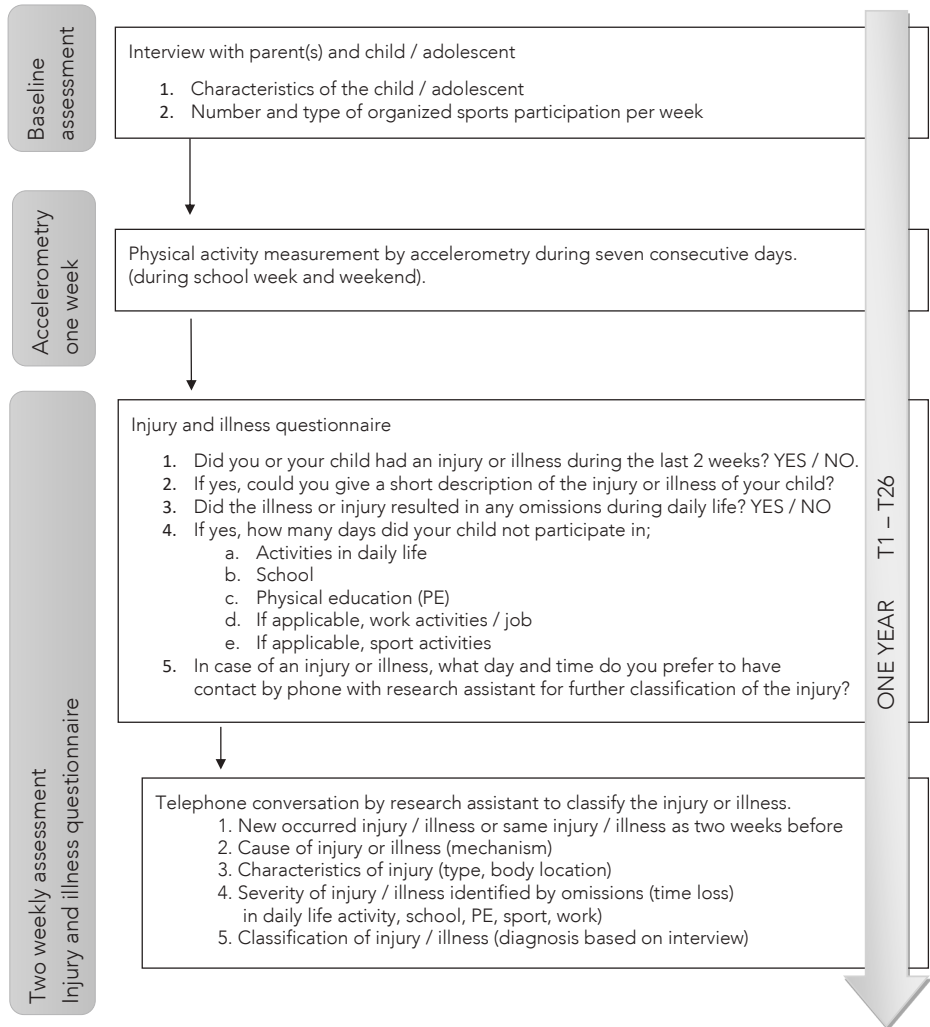 Baseline
assessment
Interview with parent(s) and child / adolescent
1. Characteristics of the child / adolescent
2. Number and type of organized sports participation per week
Accelerometry
one week
Physical activity measurement by accelerometry during seven consecutive days.
(during school week and weekend).
Two weekly assessment
Injury and illness questionnaire
Injury and illness questionnaire
1. Did you or your child had an injury or illness during the last 2 weeks? YES / NO.
2. If yes, could you give a short description of the injury or illness of your child?
3. Did the illness or injury resulted in any omissions during daily life? YES / NO
4. If yes, how many days did your child not participate in;
a. Activities in daily life
b. School
c. Physical education (PE)
d. If applicable, work activities / job
e. If applicable, sport activities
5. In case of an injury or illness, what day and time do you prefer to have
contact by phone with research assistant for further classification of the injury?
Telephone conversation by research assistant to classify the injury or illness.
1. New occurred injury / illness or same injury / illness as two weeks before
2. Cause of injury or illness (mechanism)
3. Characteristics of injury (type, body location)
4. Severity of injury / illness identified by omissions (time loss)
in daily life activity, school, PE, sport, work)
5. Classification of injury / illness (diagnosis based on interview)
ONE YEAR T1 – T26